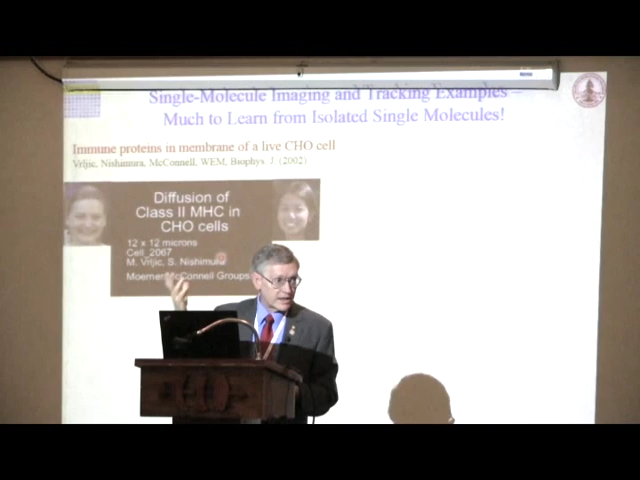 Single-Molecule Imaging and Tracking Examples –
Much to Learn from Isolated Single Molecules!
Immune proteins in membrane of a live CHO cell
Vrljic, Nishimura, McConnell, WEM, Biophys. J. (2002)
Diffusion of
Class II MHC in
CHO cells
12 x 12 microns
Cell_2067
M. Vrljic, S. Nishimura
Moerner McConnell Groups